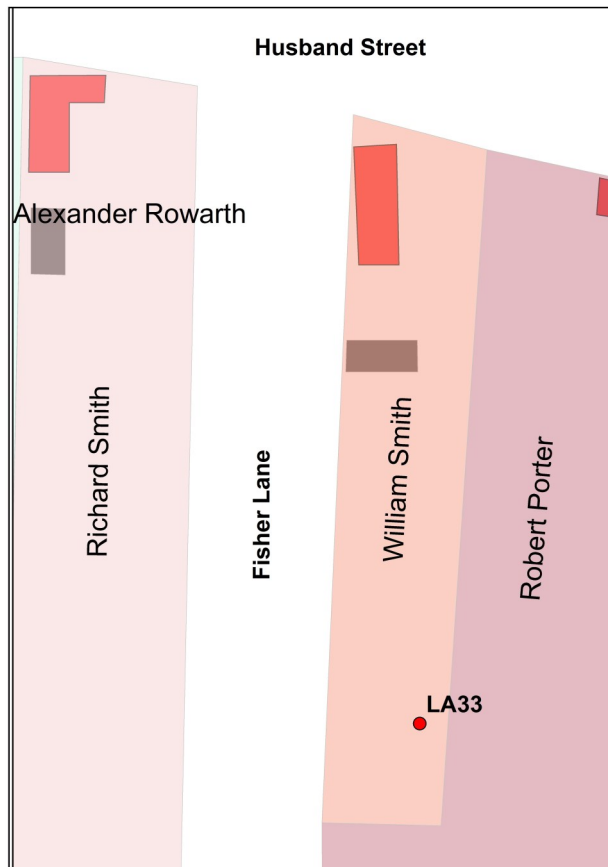 Husband Street
Alexander Rowarth
Richard Smith
Fisher Lane
William Smith
Robert Porter
LA33